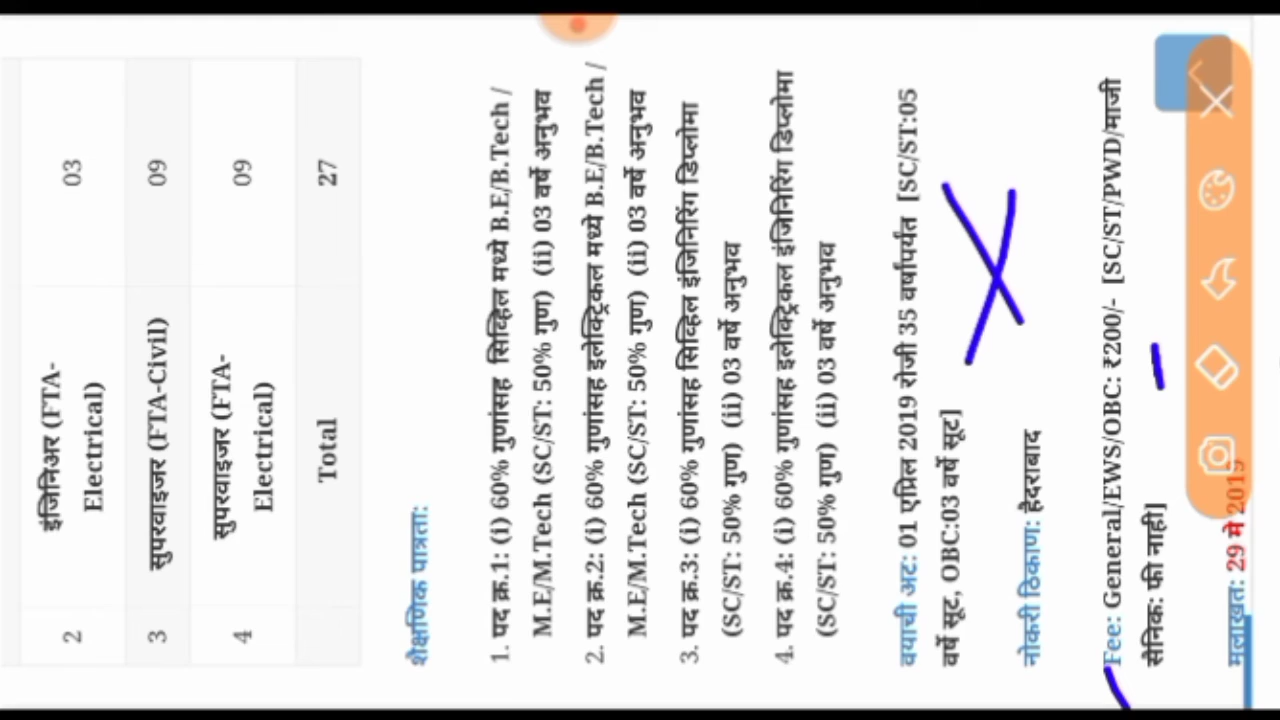 2 इंजिनिअर (FTA- 03
Electrical)
3 सुपरवाइजर (FTA-Civil) 09
4 सुपरवाइजर (FTA- 09
Electrical)
Total 27
शैक्षणिक पात्रता:
1. पद क्र.1: (i) 60% गुणांसह सिव्हिल मध्ये B.E/B.Tech /
M.E/M.Tech (SC/ST: 50% गुण) (ii) 03 वर्षे अनुभव
2. पद क्र.2: (i) 60% गुणांसह इलेक्ट्रिकल मध्ये B.E/B.Tech /
M.E/M.Tech (SC/ST: 50% गुण) (ii) 03 वर्षे अनुभव
3. पद क्र.3: (i) 60% गुणांसह सिव्हिल इंजिनिरिंग डिप्लोमा
(SC/ST: 50% गुण) (ii) 03 वर्षे अनुभव
4. पद क्र.4: (i) 60% गुणांसह इलेक्ट्रिकल इंजिनिरिंग डिप्लोमा
(SC/ST: 50% गुण) (ii) 03 वर्षे अनुभव
वयाची अट: 01 एप्रिल 2019 रोजी 35 वर्षांपर्यंत [SC/ST:05
वर्षे सूट, OBC:03 वर्षे सूट]
नोकरी ठिकाण: हैदराबाद
Fee: General/EWS/OBC: ₹200/- [SC/ST/PWD/माजी
सैनिक: फी नाही]
मुलाखत: 29 मे 2019